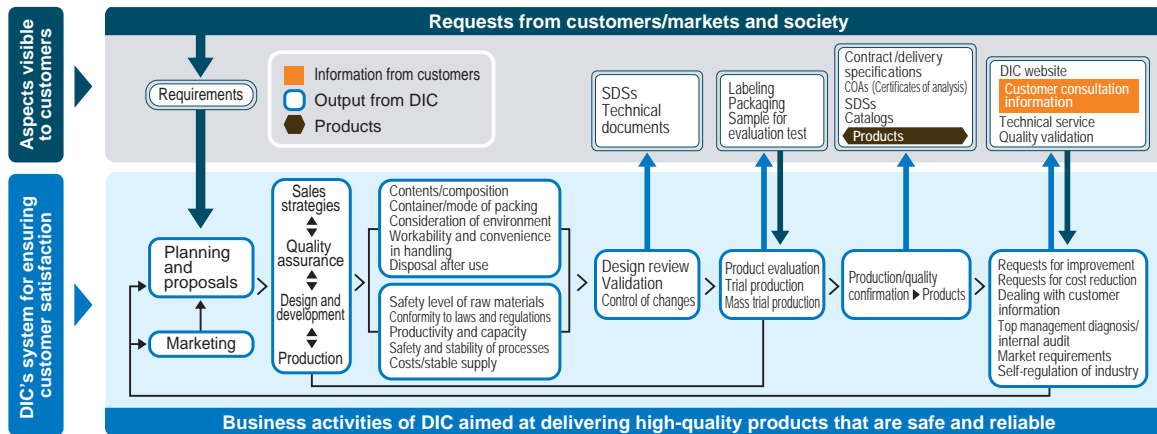 Aspects visible
to customers
Requests from customers/markets and society
Requirements
Information from customers
Output from DIC
Products
SDSs
Technical
documents
Labeling
Packaging
Sample for
evaluation test
Contract/delivery
specifications
COAs (Certificates of analysis)
SDSs
Catalogs
Products
DIC website
Customer consultation
information
Technical service
Quality validation
DIC's system for ensuring
customer satisfaction
Planning
and
proposals
Marketing
Sales
strategies
Quality
assurance
Design and
development
Production
Contents/composition
Container/mode of packing
Consideration of environment
Workability and convenience
in handling
Disposal after use
Safety level of raw materials
Conformity to laws and regulations
Productivity and capacity
Safety and stability of processes
Costs/stable supply
Design review
Validation
Control of changes
Product evaluation
Trial production
Mass trial production
Production/quality
confirmation ▶ Products
Requests for improvement
Requests for cost reduction
Dealing with customer
information
Top management diagnosis/
internal audit
Market requirements
Self-regulation of industry
Business activities of DIC aimed at delivering high-quality products that are safe and reliable